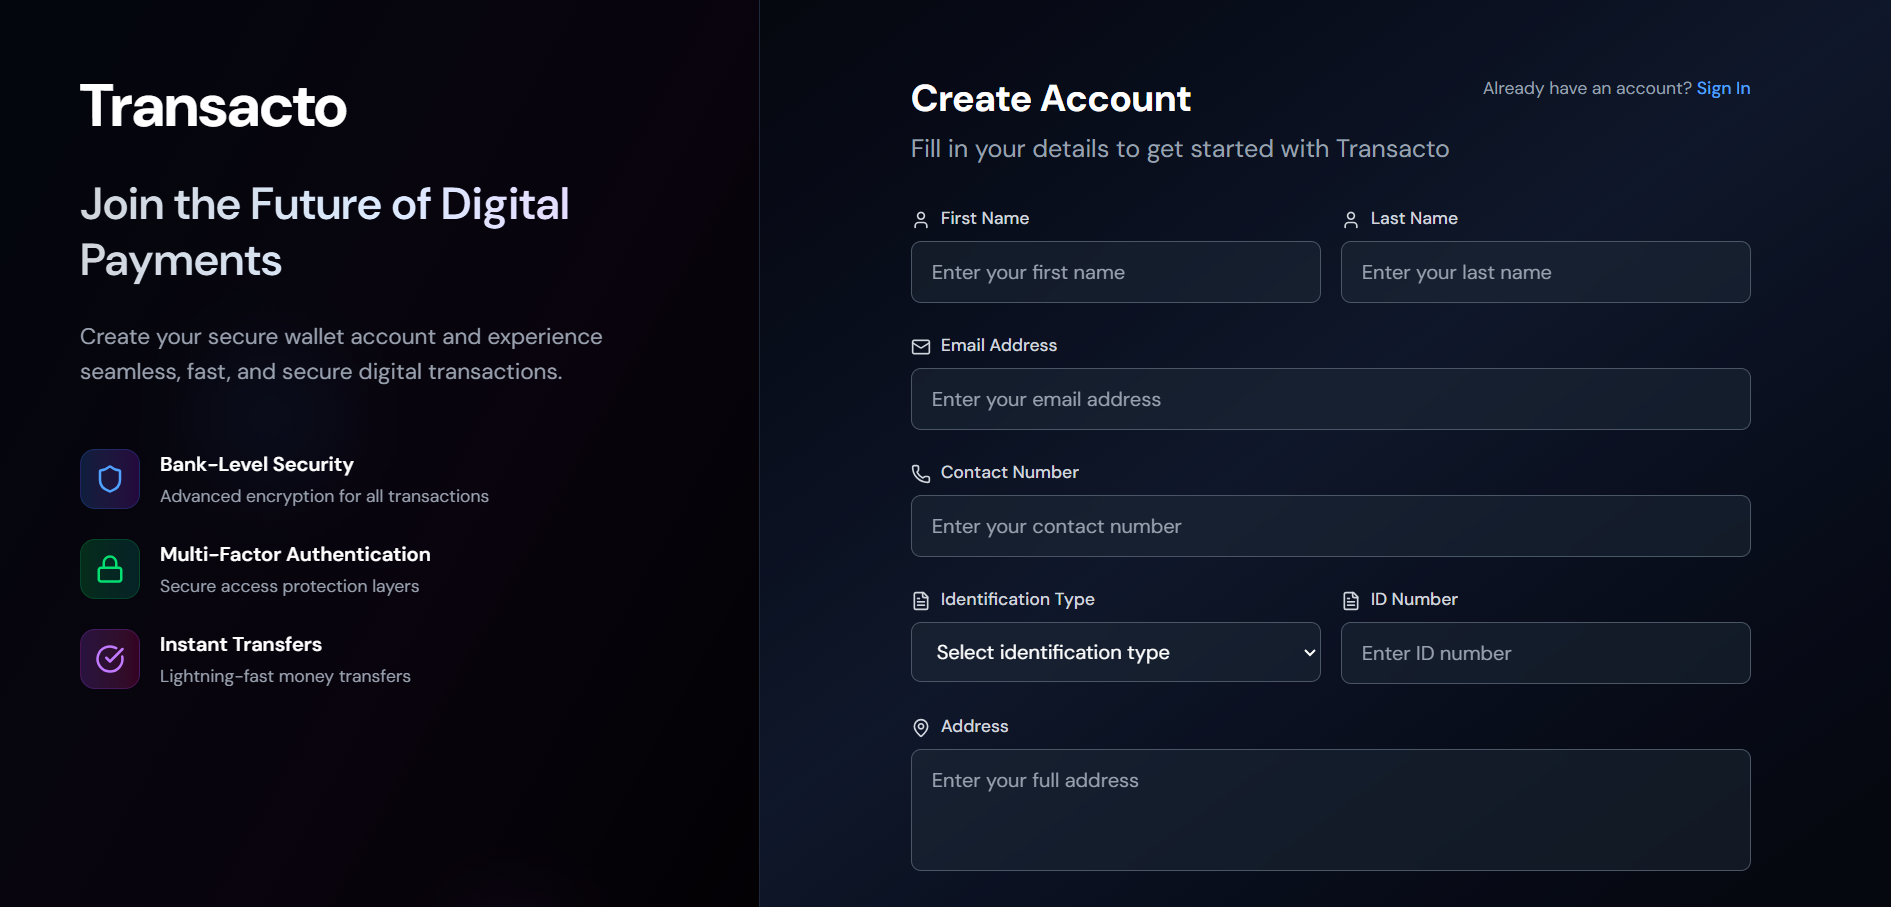 Transacto
Join the Future of Digital
Payments
Create your secure wallet account and experience
seamless, fast, and secure digital transactions.
Bank-Level Security
Advanced encryption for all transactions
Multi-Factor Authentication
Secure access protection layers
Instant Transfers
Lightning-fast money transfers
Create Account
Already have an account? Sign In
Fill in your details to get started with Transacto
First Name
Last Name
Enter your first name
Enter your last name
Email Address
Enter your email address
Contact Number
Enter your contact number
Identification Type
ID Number
Select identification type
Enter ID number
Address
Enter your full address